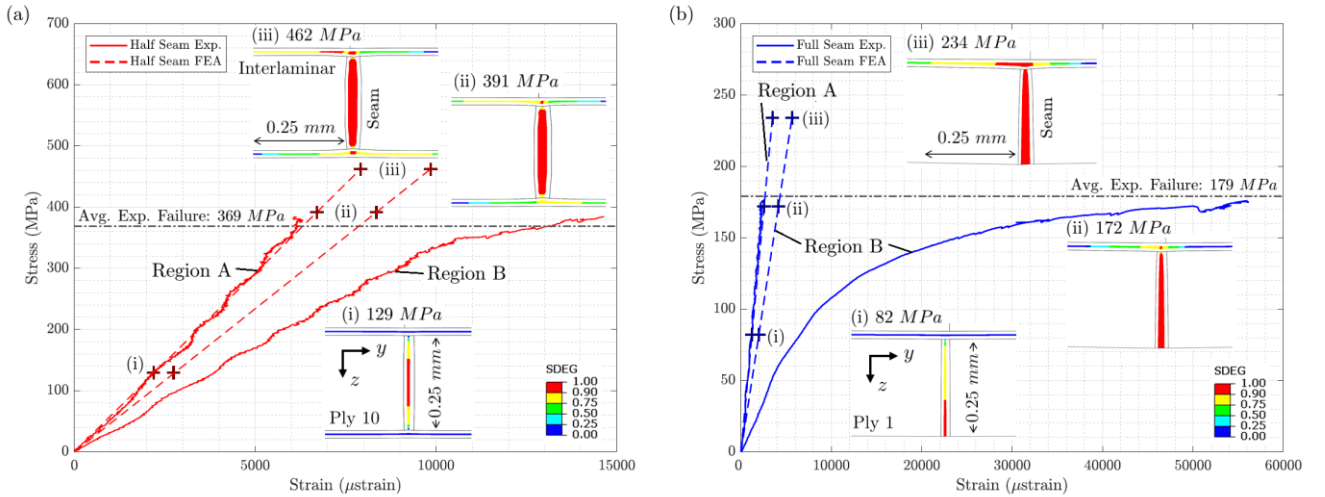 (a)
Half Seam Exp.
Half Seam FEA
(iii) 462 MPa
Interlaminar
Seam
0.25 mm
(ii) 391 MPa
(iii)
(ii)
Avg. Exp. Failure: 369 MPa
Region A
Region B
(i)
(i) 129 MPa
y
z
0.25 mm
Ply 10
SDEG
1.00
0.90
0.75
0.50
0.25
0.00
700
600
500
400
300
200
100
0
Stress (MPa)
0
5000
10000
15000
Strain (μstrain)
(b)
Full Seam Exp.
Full Seam FEA
Region A
(iii)
(iii) 234 MPa
Seam
0.25 mm
Avg. Exp. Failure: 179 MPa
(ii)
Region B
(ii) 172 MPa
(i)
(i) 82 MPa
y
z
0.25 mm
Ply 1
SDEG
1.00
0.90
0.75
0.50
0.25
0.00
300
250
200
150
100
50
0
Stress (MPa)
0
10000
20000
30000
40000
50000
60000
Strain (μstrain)